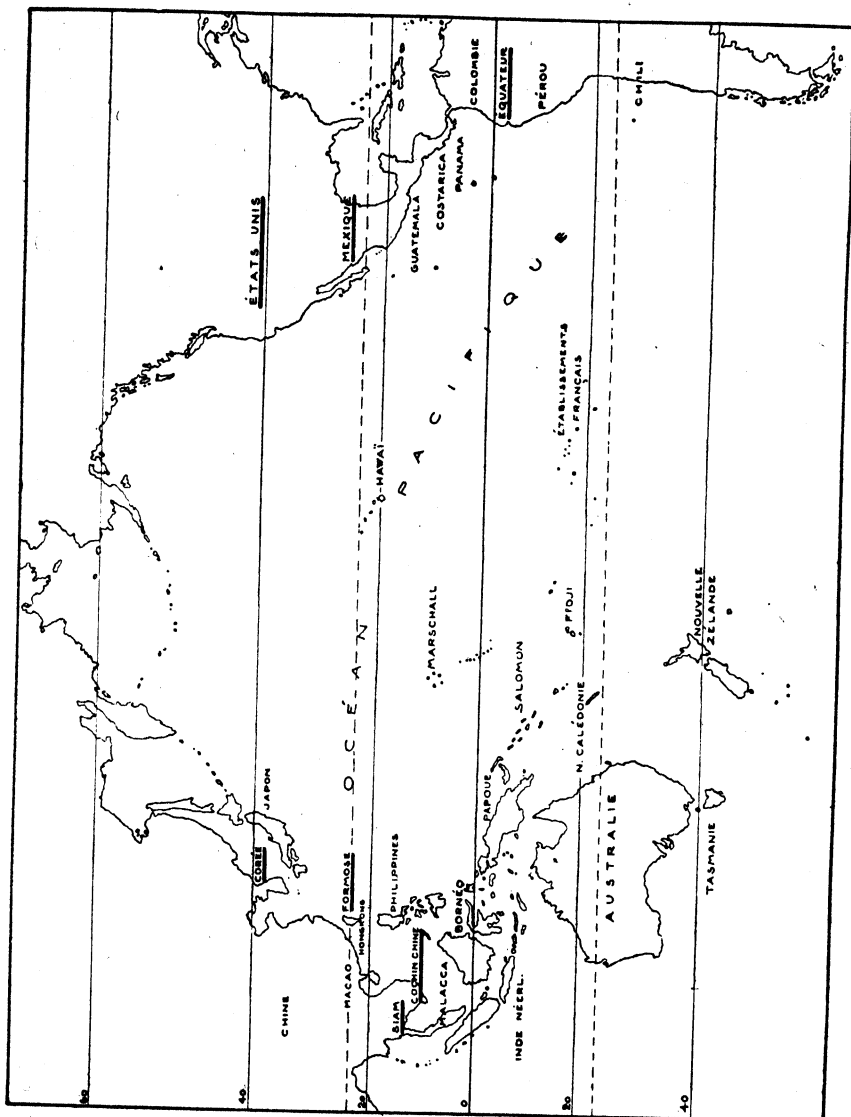 60
40
20
0
20
40
CHINE
CORÉE
JAPON
MACAO
HONGKONG
FORMOSE
SIAM
COCHINCHINE
PHILIPPINES
MALACCA
BORNÉO
INDE NÉERL.
PAPOUE
SALOMON
MARSCHALL
HAWAÏ
OCÉAN
PACIFIQUE
N. CALÉDONIE
FIDJI
ÉTABLISSEMENTS
FRANÇAIS
AUSTRALIE
TASMANIE
NOUVELLE
ZÉLANDE
ÉTATS UNIS
MEXIQUE
GUATEMALA
COSTARICA
PANAMA
COLOMBIE
EQUATEUR
PÉROU
CHILI